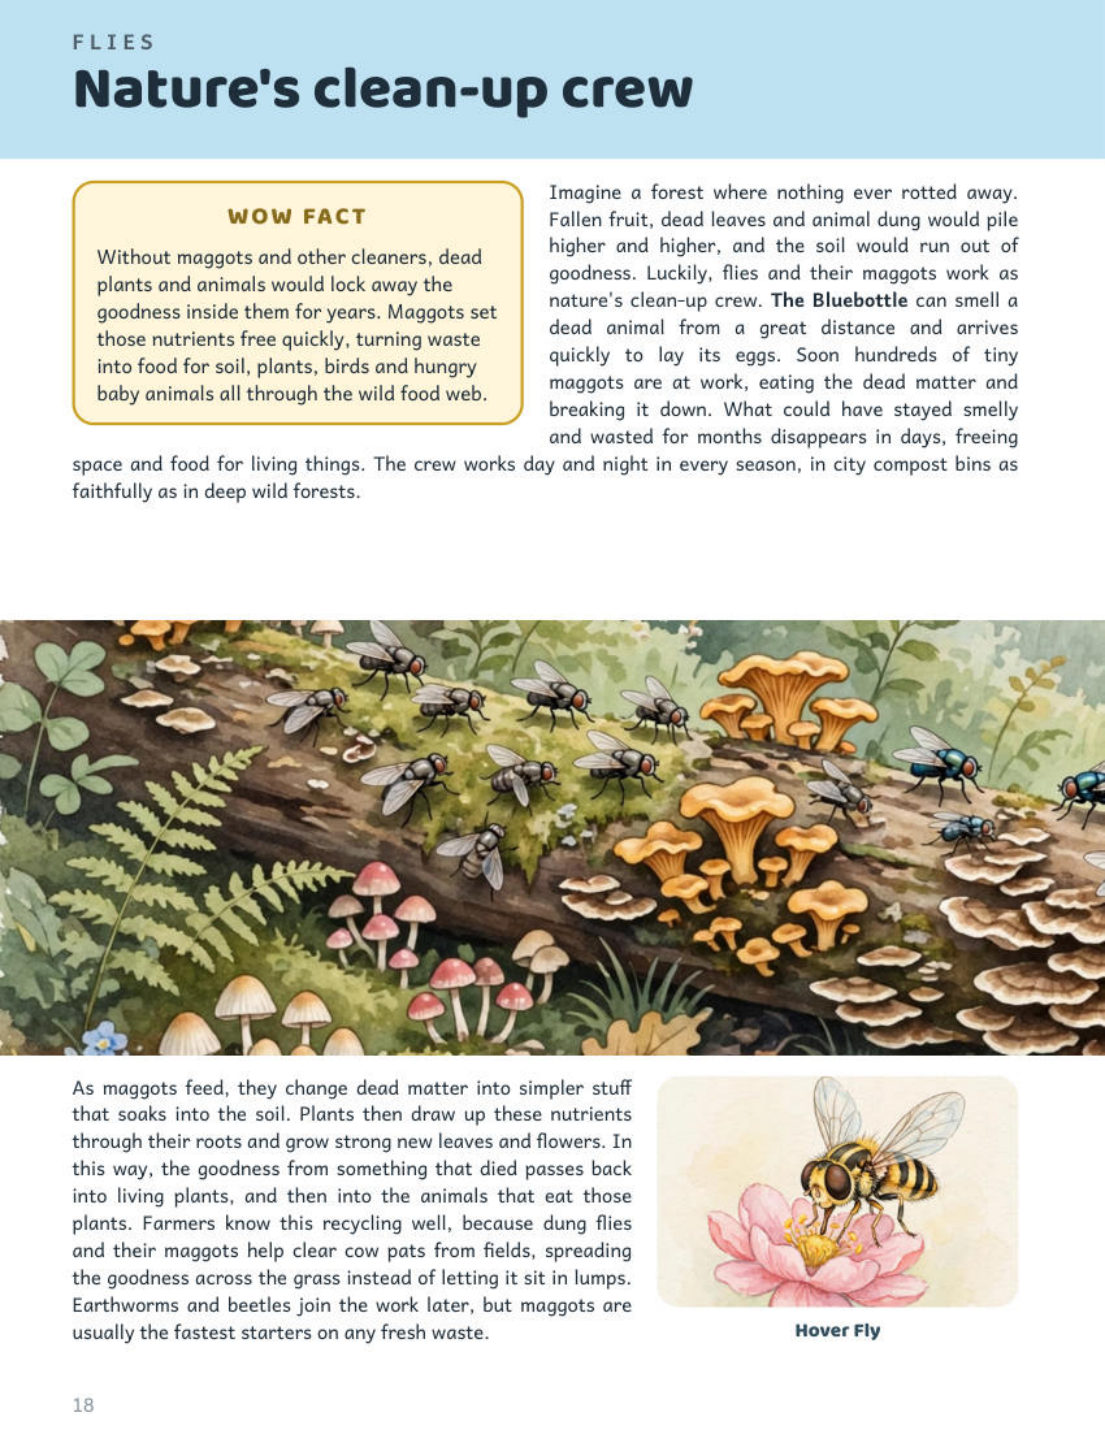 FLIES
Nature's clean-up crew
WOW FACT
Without maggots and other cleaners, dead
plants and animals would lock away the
goodness inside them for years. Maggots set
those nutrients free quickly, turning waste
into food for soil, plants, birds and hungry
baby animals all through the wild food web.
Imagine a forest where nothing ever rotted away.
Fallen fruit, dead leaves and animal dung would pile
higher and higher, and the soil would run out of
goodness. Luckily, flies and their maggots work as
nature's clean-up crew. The Bluebottle can smell a
dead animal from a great distance and arrives
quickly to lay its eggs. Soon hundreds of tiny
maggots are at work, eating the dead matter and
breaking it down. What could have stayed smelly
and wasted for months disappears in days, freeing
space and food for living things. The crew works day and night in every season, in city compost bins as
faithfully as in deep wild forests.
As maggots feed, they change dead matter into simpler stuff
that soaks into the soil. Plants then draw up these nutrients
through their roots and grow strong new leaves and flowers. In
this way, the goodness from something that died passes back
into living plants, and then into the animals that eat those
plants. Farmers know this recycling well, because dung flies
and their maggots help clear cow pats from fields, spreading
the goodness across the grass instead of letting it sit in lumps.
Earthworms and beetles join the work later, but maggots are
usually the fastest starters on any fresh waste.
Hover Fly
18